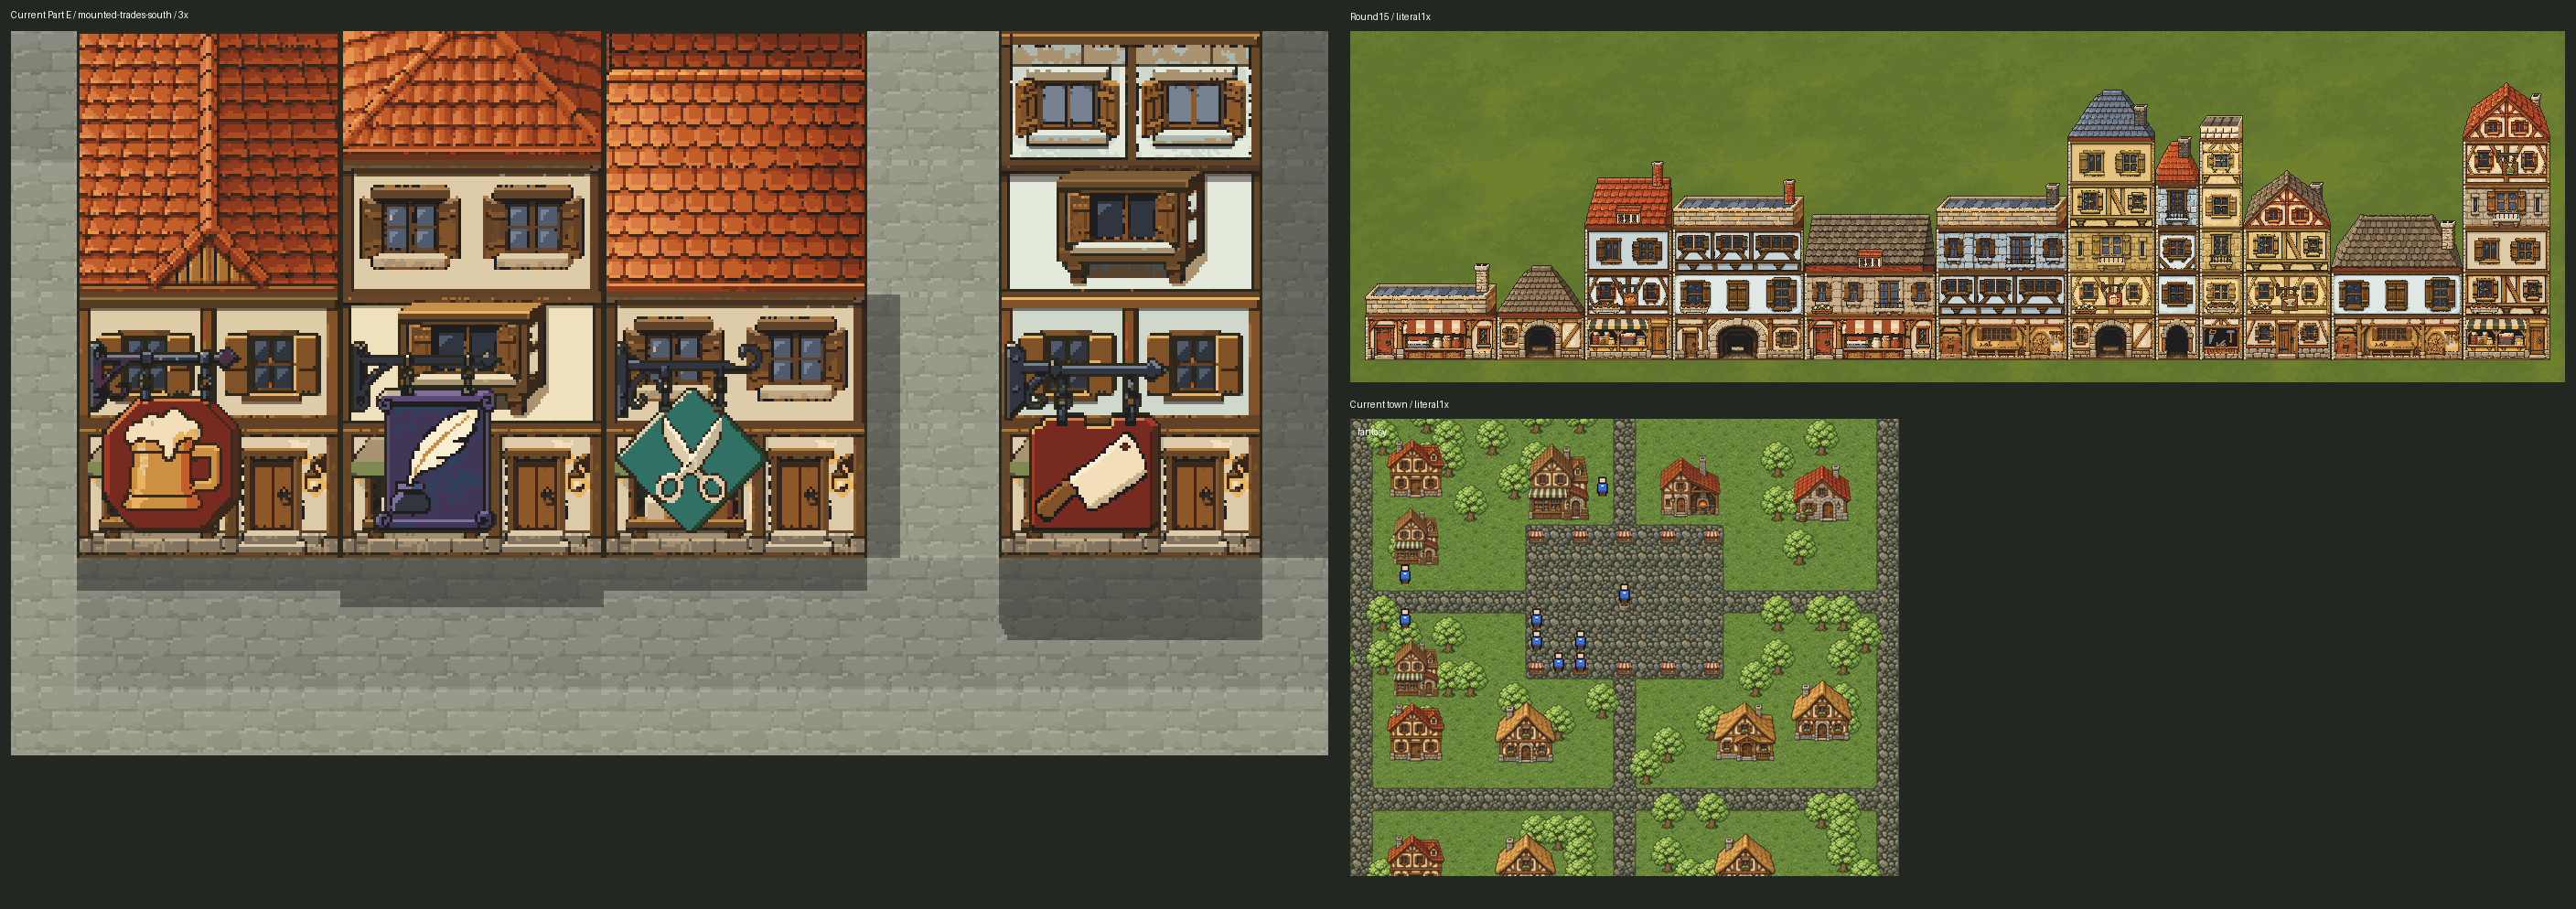 Current Part E / mounted-trades-south / 3x
Round15 / literal1x
Current town / literal1x
fantasy